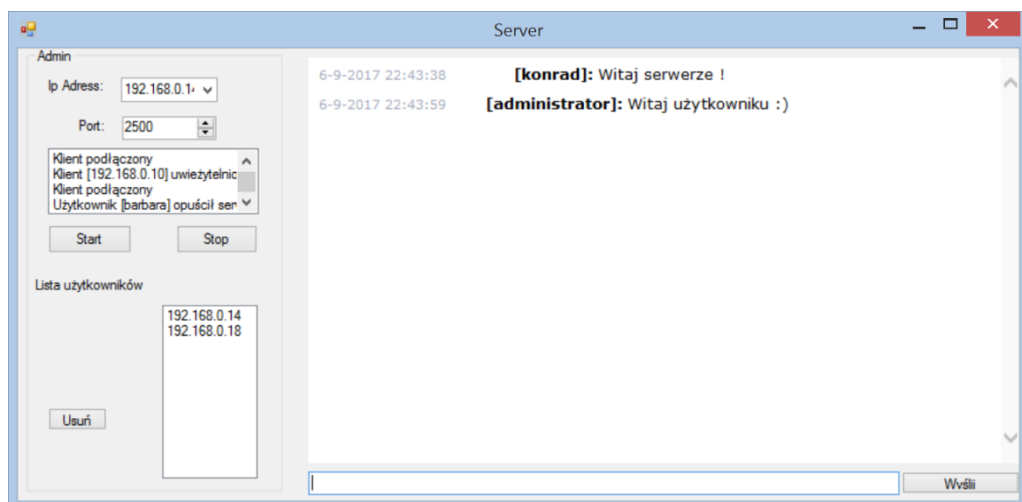 Server
Admin
Ip Adress: 192.168.0.14
Port: 2500
Klient podłączony
Klient [192.168.0.10] uwieżytelnic
Klient podłączony
Użytkownik [barbara] opuścił ser
Start Stop
Lista użytkowników
192.168.0.14
192.168.0.18
Usuń
6-9-2017 22:43:38 [konrad]: Witaj serwerze !
6-9-2017 22:43:59 [administrator]: Witaj użytkowniku :)
Wyślij